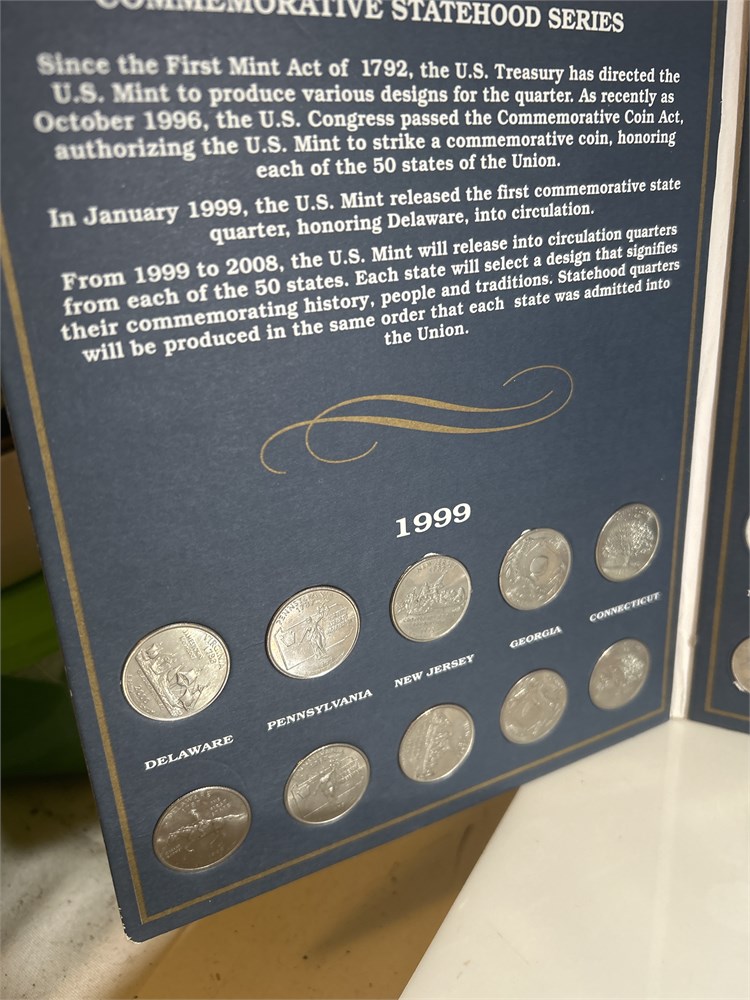 COMMEMORATIVE STATEHOOD SERIES
Since the First Mint Act of 1792, the U.S. Treasury has directed the
U.S. Mint to produce various designs for the quarter. As recently as
October 1996, the U.S. Congress passed the Commemorative Coin Act,
authorizing the U.S. Mint to strike a commemorative coin, honoring
each of the 50 states of the Union.
In January 1999, the U.S. Mint released the first commemorative state
quarter, honoring Delaware, into circulation.
From 1999 to 2008, the U.S. Mint will release into circulation quarters
from each of the 50 states. Each state will select a design that signifies
their commemorating history, people and traditions. Statehood quarters
will be produced in the same order that each state was admitted into
the Union.
1999
DELAWARE
PENNSYLVANIA
NEW JERSEY
GEORGIA
CONNECTICUT
VIRGINIA
1788
PENNSYLVANIA